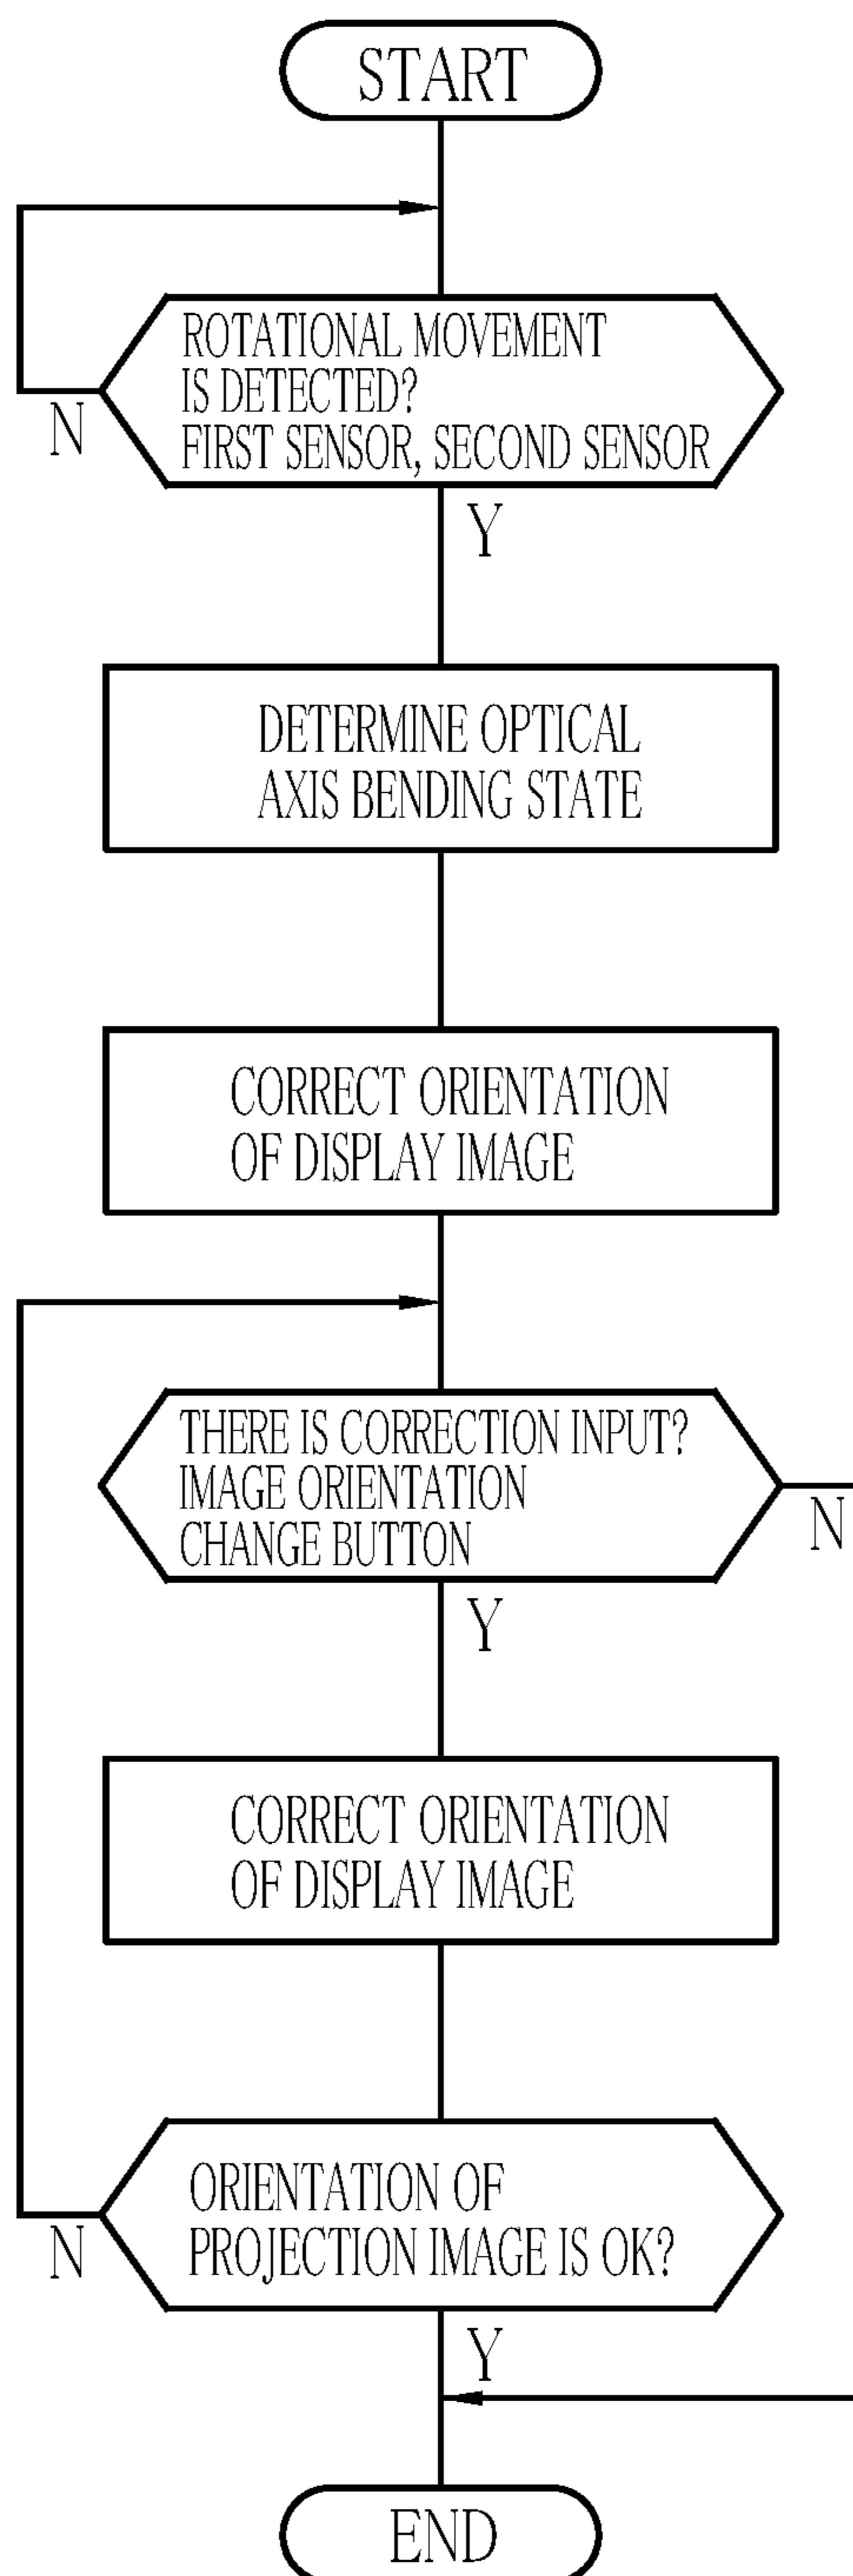 START
ROTATIONAL MOVEMENT
IS DETECTED?
FIRST SENSOR, SECOND SENSOR
N
Y
DETERMINE OPTICAL
AXIS BENDING STATE
CORRECT ORIENTATION
OF DISPLAY IMAGE
THERE IS CORRECTION INPUT?
IMAGE ORIENTATION
CHANGE BUTTON
N
Y
CORRECT ORIENTATION
OF DISPLAY IMAGE
ORIENTATION OF
PROJECTION IMAGE IS OK?
N
Y
END